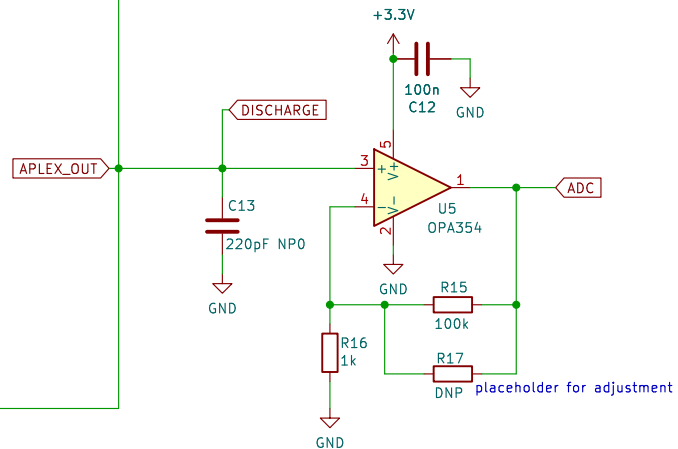 +3.3V
100n
C12
GND
DISCHARGE
APLEX_OUT
3
+
5
V+
1
ADC
4
-
V-
2
U5
OPA354
C13
220pF NP0
GND
GND
R15
100k
R16
1k
R17
DNP
placeholder for adjustment
GND